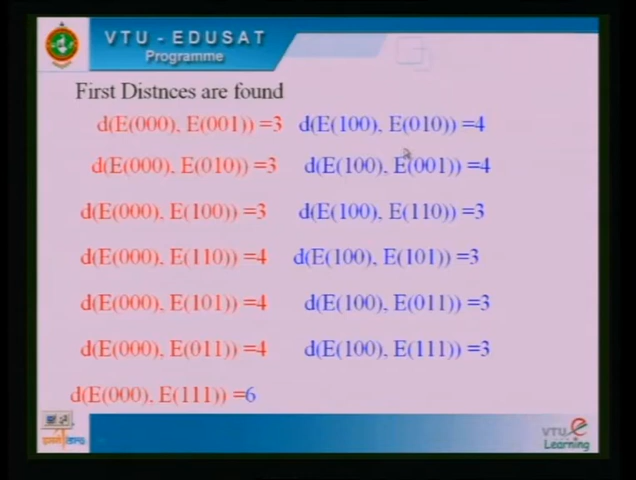 VTU - EDUSAT
Programme
First Distnces are found
d(E(000), E(001)) =3 d(E(100), E(010)) =4
d(E(000), E(010)) =3 d(E(100), E(001)) =4
d(E(000), E(100)) =3 d(E(100), E(110)) =3
d(E(000), E(110)) =4 d(E(100), E(101)) =3
d(E(000), E(101)) =4 d(E(100), E(011)) =3
d(E(000), E(011)) =4 d(E(100), E(111)) =3
d(E(000), E(111)) =6
VTU e
Learning